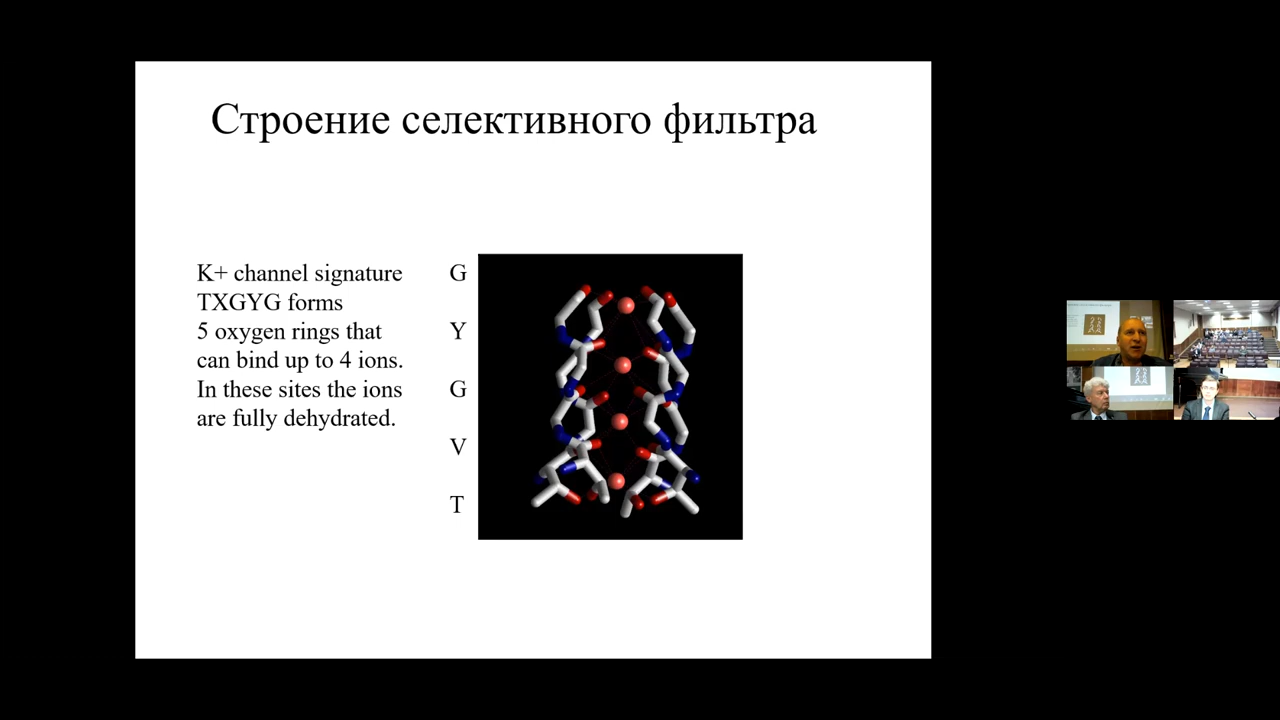 Строение селективного фильтра
K+ channel signature
TXGYG forms
5 oxygen rings that
can bind up to 4 ions.
In these sites the ions
are fully dehydrated.
G
Y
G
V
T